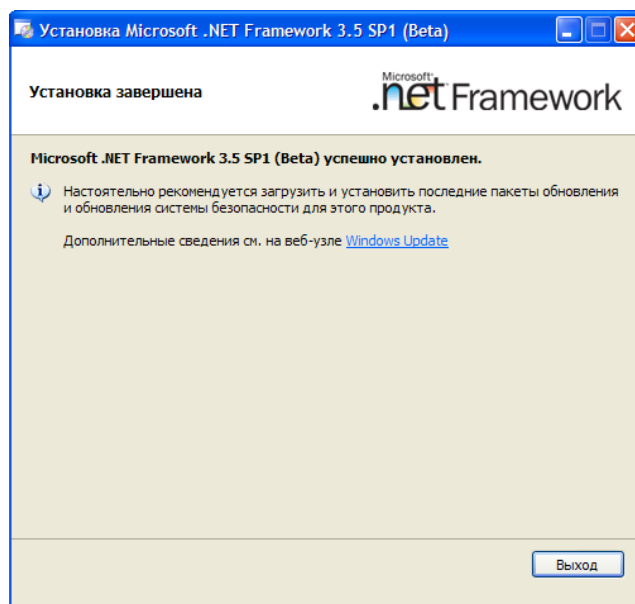 Установка Microsoft .NET Framework 3.5 SP1 (Beta)
Установка завершена
Microsoft
.net Framework
Microsoft .NET Framework 3.5 SP1 (Beta) успешно установлен.
Настоятельно рекомендуется загрузить и установить последние пакеты обновления
и обновления системы безопасности для этого продукта.
Дополнительные сведения см. на веб-узле Windows Update
Выход